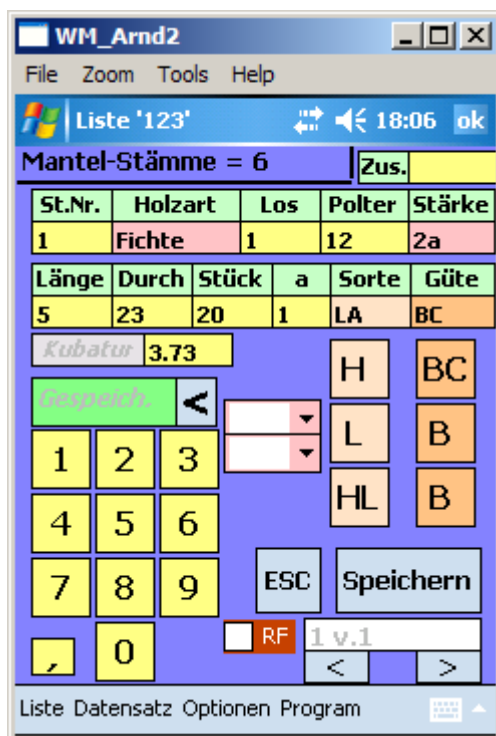 WM_Arnd2
File Zoom Tools Help
Liste '123' 18:06 ok
Mantel-Stämme = 6 Zus.
St.Nr. Holzart Los Polter Stärke
1 Fichte 1 12 2a
Länge Durch Stück a Sorte Güte
5 23 20 1 LA BC
Kubatur 3.73
H BC
Gespeich. <
L B
1 2 3
HL B
4 5 6
7 8 9 ESC Speichern
, 0 RF 1 v.1
< >
Liste Datensatz Optionen Program